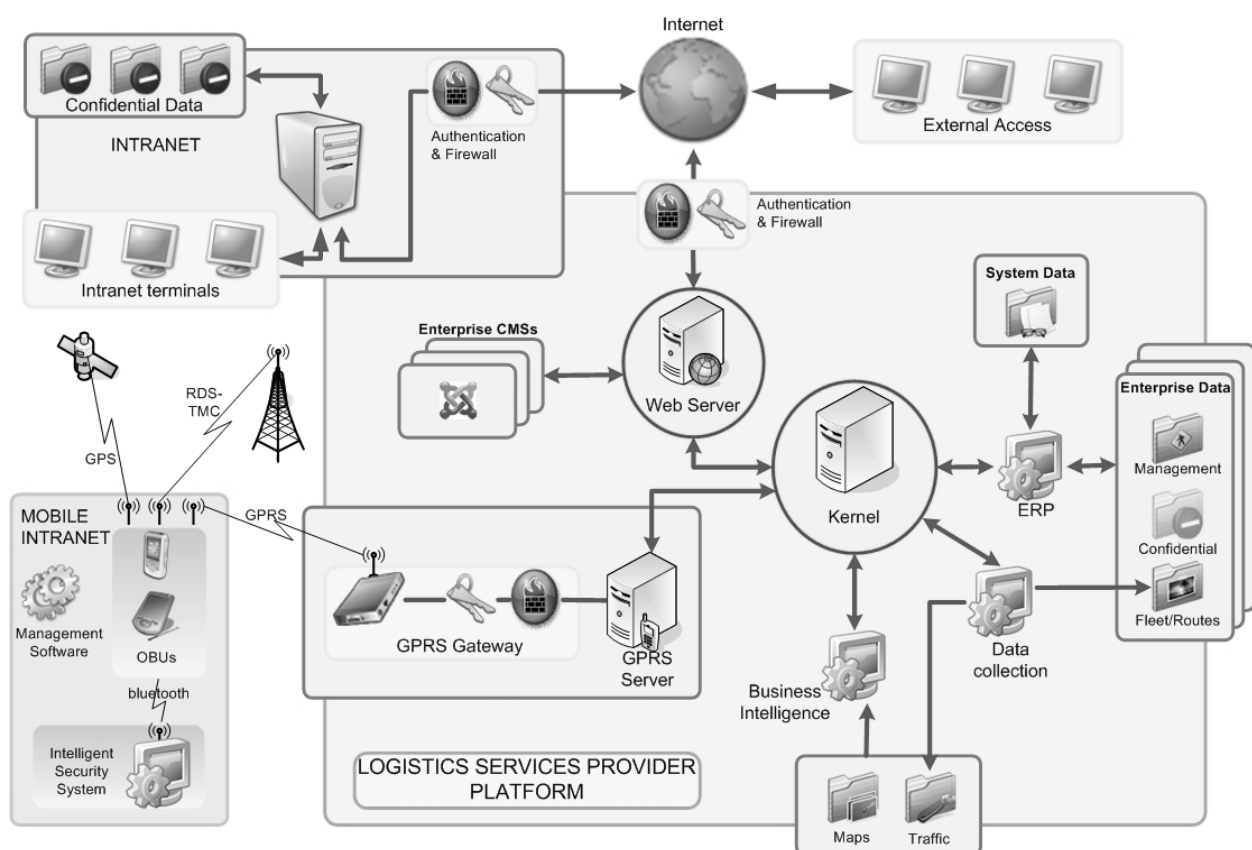 Internet
Confidential Data
INTRANET
Authentication
& Firewall
External Access
Intranet terminals
Authentication
& Firewall
System Data
Enterprise CMSs
Web Server
Enterprise Data
Management
Confidential
Fleet/Routes
RDS-
TMC
GPS
GPRS
Kernel
ERP
MOBILE
INTRANET
Management
Software
OBUs
bluetooth
Intelligent
Security
System
GPRS Gateway
GPRS
Server
Data
collection
Business
Intelligence
LOGISTICS SERVICES PROVIDER
PLATFORM
Maps
Traffic